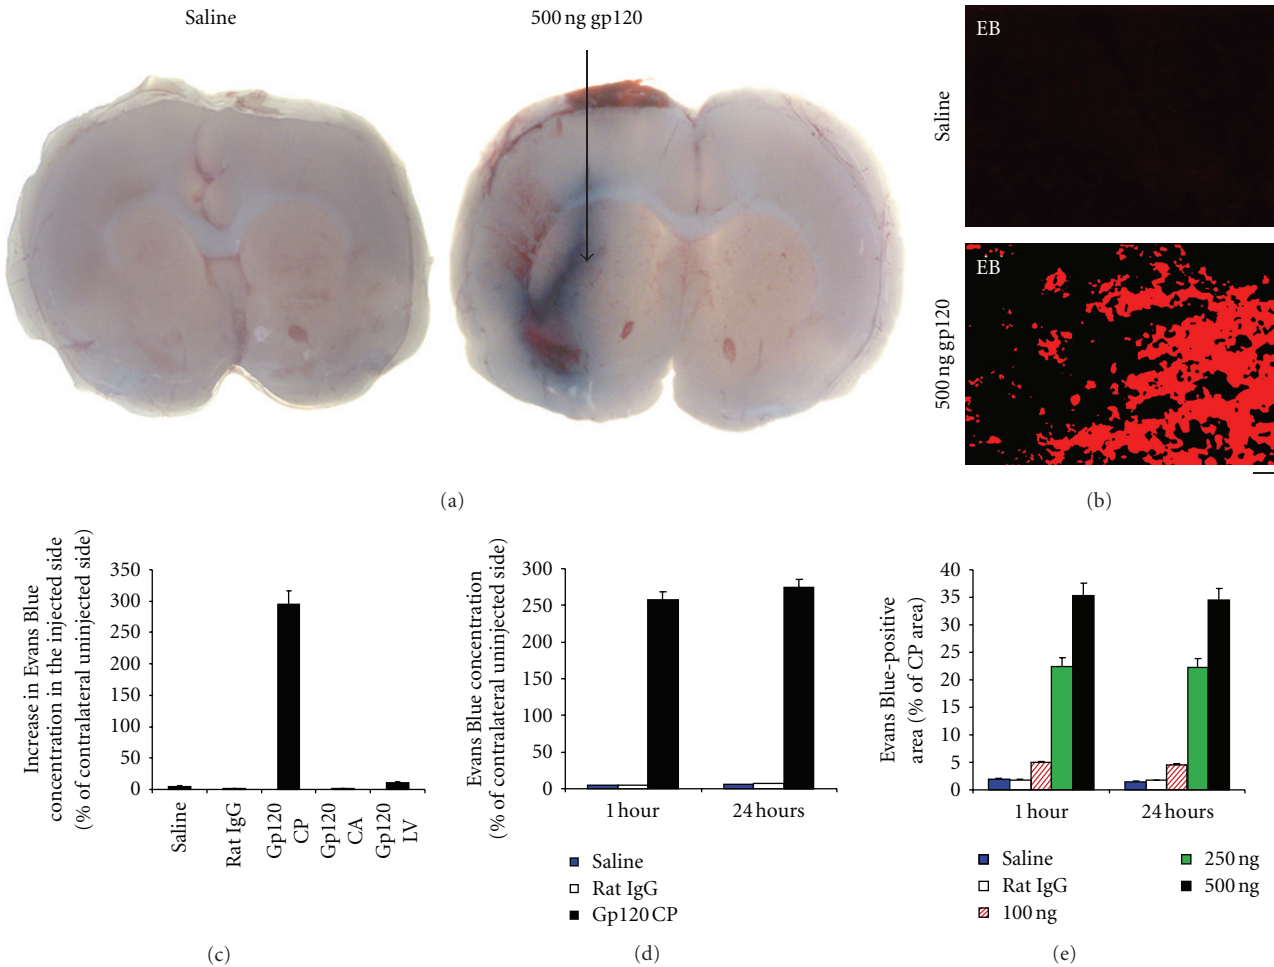 Saline
500 ng gp120
EB
Saline
EB
500 ng gp120
(a)
(b)
Increase in Evans Blue
concentration in the injected side
(% of contralateral uninjected side)
350
300
250
200
150
100
50
0
Saline
Rat IgG
Gp120
CP
Gp120
CA
Gp120
LV
(c)
Evans Blue concentration
(% of contralateral uninjected side)
300
250
200
150
100
50
0
1 hour
24 hours
Saline
Rat IgG
Gp120 CP
(d)
Evans Blue-positive
area (% of CP area)
40
35
30
25
20
15
10
5
0
1 hour
24 hours
Saline
Rat IgG
100 ng
250 ng
500 ng
(e)